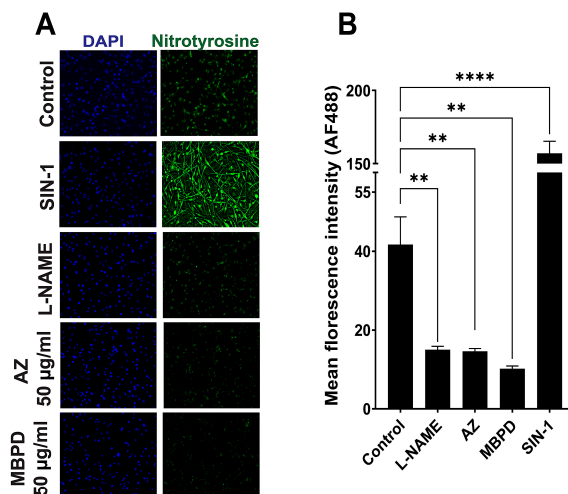 A
DAPI Nitrotyrosine
Control
SIN-1
L-NAME
AZ
50 µg/ml
MBPD
50 µg/ml
B
Mean florescence intensity (AF488)
200
150
55
40
20
0
****
**
**
**
Control
L-NAME
AZ
MBPD
SIN-1